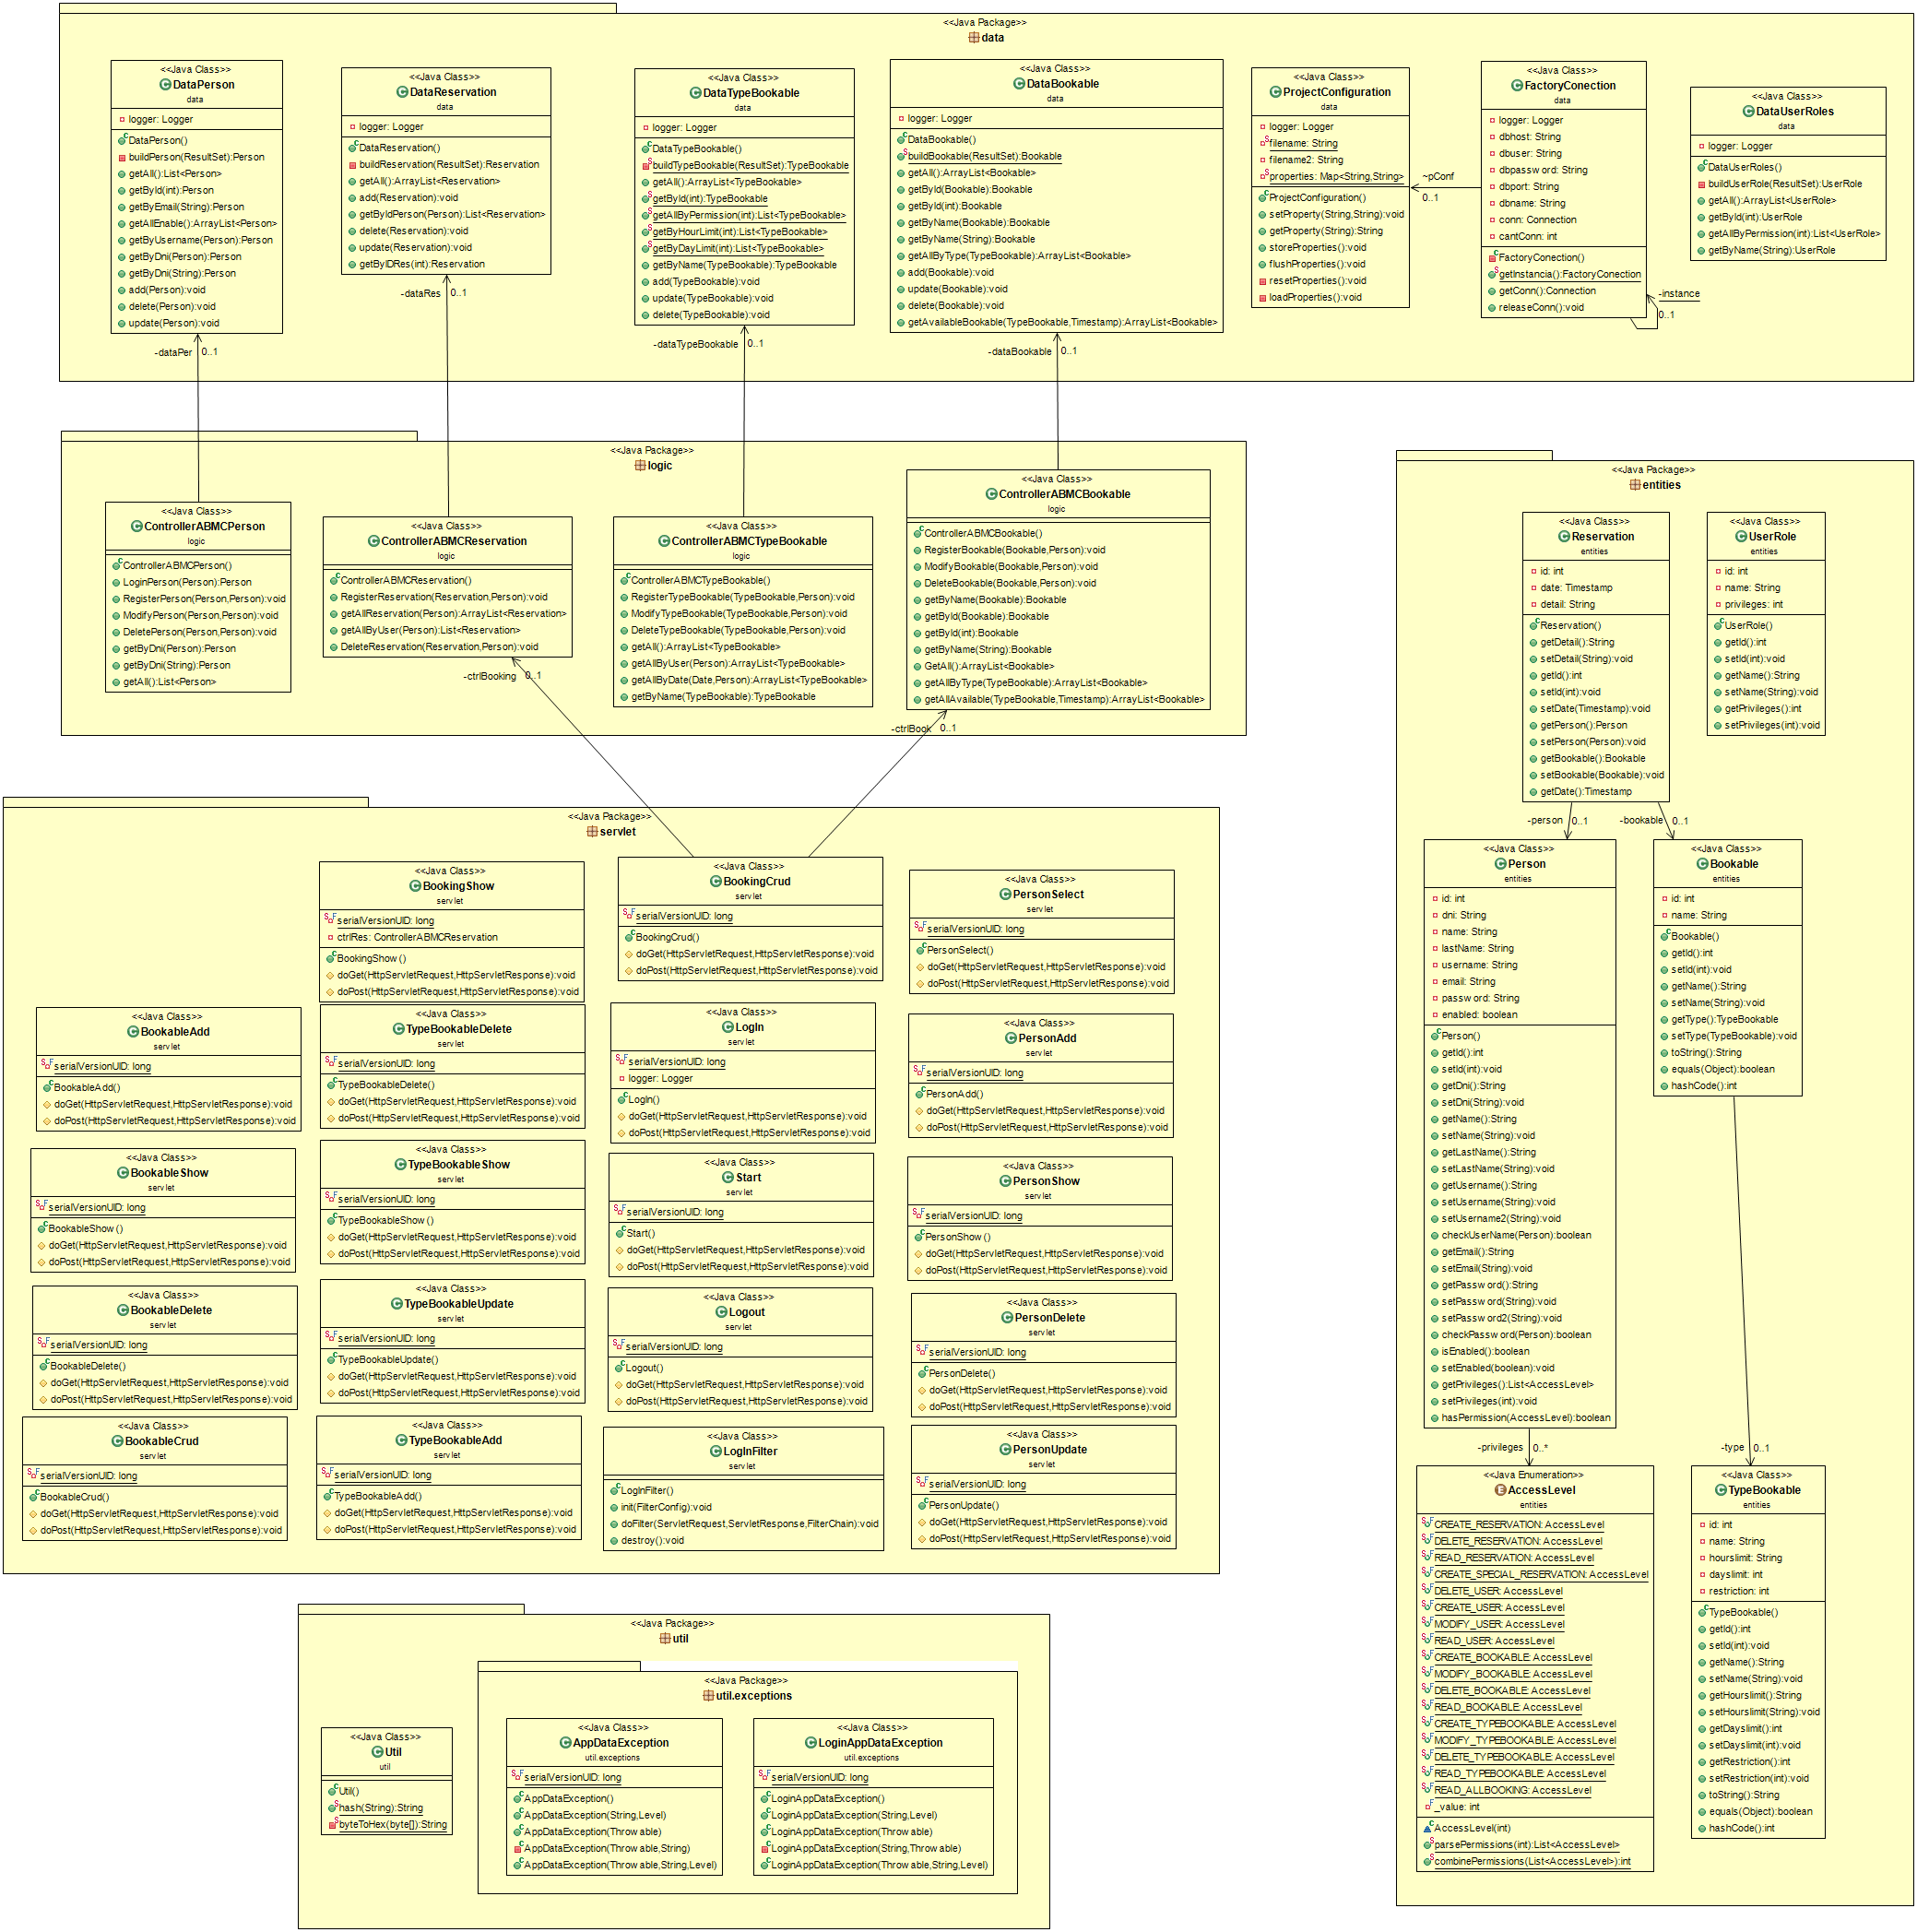 <<Java Package>>
data
<<Java Class>>
DataPerson
data
logger: Logger
DataPerson()
buildPerson(ResultSet):Person
getAll():List<Person>
getById(int):Person
getByEmail(String):Person
getAllEnable():ArrayList<Person>
getByUsername(Person):Person
getByDni(Person):Person
getByDni(String):Person
add(Person):void
delete(Person):void
update(Person):void
<<Java Class>>
DataReservation
data
logger: Logger
DataReservation()
buildReservation(ResultSet):Reservation
getAll():ArrayList<Reservation>
add(Reservation):void
getByIdPerson(Person):List<Reservation>
delete(Reservation):void
update(Reservation):void
getByIDRes(int):Reservation
<<Java Class>>
DataTypeBookable
data
logger: Logger
DataTypeBookable()
buildTypeBookable(ResultSet):TypeBookable
getAll():ArrayList<TypeBookable>
getById(int):TypeBookable
getAllByPermission(int):List<TypeBookable>
getByHourLimit(int):List<TypeBookable>
getByDayLimit(int):List<TypeBookable>
getByName(TypeBookable):TypeBookable
add(TypeBookable):void
update(TypeBookable):void
delete(TypeBookable):void
<<Java Class>>
DataBookable
data
logger: Logger
DataBookable()
buildBookable(ResultSet):Bookable
getAll():ArrayList<Bookable>
getById(Bookable):Bookable
getById(int):Bookable
getByName(Bookable):Bookable
getByName(String):Bookable
getAllByType(TypeBookable):ArrayList<Bookable>
add(Bookable):void
update(Bookable):void
delete(Bookable):void
getAvailableBookable(TypeBookable,Timestamp):ArrayList<Bookable>
<<Java Class>>
ProjectConfiguration
data
logger: Logger
filename: String
filename2: String
properties: Map<String,String>
ProjectConfiguration()
setProperty(String,String):void
getProperty(String):String
storeProperties():void
flushProperties():void
resetProperties():void
loadProperties():void
~pConf
0..1
<<Java Class>>
FactoryConection
data
logger: Logger
dbhost: String
dbuser: String
dbpassword: String
dbport: String
dbname: String
conn: Connection
cantConn: int
FactoryConection()
getInstancia():FactoryConection
getConn():Connection
releaseConn():void
-instance
0..1
<<Java Class>>
DataUserRoles
data
logger: Logger
DataUserRoles()
buildUserRole(ResultSet):UserRole
getAll():ArrayList<UserRole>
getById(int):UserRole
getAllByPermission(int):List<UserRole>
getByName(String):UserRole
-dataPer 0..1
-dataRes 0..1
-dataTypeBookable 0..1
-dataBookable 0..1
<<Java Package>>
logic
<<Java Class>>
ControllerABMCPerson
logic
ControllerABMCPerson()
LoginPerson(Person):Person
RegisterPerson(Person,Person):void
ModifyPerson(Person,Person):void
DeletePerson(Person,Person):void
getByDni(Person):Person
getByDni(String):Person
getAll():List<Person>
<<Java Class>>
ControllerABMCReservation
logic
ControllerABMCReservation()
RegisterReservation(Reservation,Person):void
getAllReservation(Person):ArrayList<Reservation>
getAllByUser(Person):List<Reservation>
DeleteReservation(Reservation,Person):void
<<Java Class>>
ControllerABMCTypeBookable
logic
ControllerABMCTypeBookable()
RegisterTypeBookable(TypeBookable,Person):void
ModifyTypeBookable(TypeBookable,Person):void
DeleteTypeBookable(TypeBookable,Person):void
getAll():ArrayList<TypeBookable>
getAllByUser(Person):ArrayList<TypeBookable>
getAllByDate(Date,Person):ArrayList<TypeBookable>
getByName(TypeBookable):TypeBookable
<<Java Class>>
ControllerABMCBookable
logic
ControllerABMCBookable()
RegisterBookable(Bookable,Person):void
ModifyBookable(Bookable,Person):void
DeleteBookable(Bookable,Person):void
getByName(Bookable):Bookable
getById(Bookable):Bookable
getById(int):Bookable
getByName(String):Bookable
GetAll():ArrayList<Bookable>
getAllByType(TypeBookable):ArrayList<Bookable>
getAllAvailable(TypeBookable,Timestamp):ArrayList<Bookable>
-ctrlBooking 0..1
-ctrlBook 0..1
<<Java Package>>
servlet
<<Java Class>>
BookingShow
servlet
serialVersionUID: long
ctrlRes: ControllerABMCReservation
BookingShow()
doGet(HttpServletRequest,HttpServletResponse):void
doPost(HttpServletRequest,HttpServletResponse):void
<<Java Class>>
BookingCrud
servlet
serialVersionUID: long
BookingCrud()
doGet(HttpServletRequest,HttpServletResponse):void
doPost(HttpServletRequest,HttpServletResponse):void
<<Java Class>>
PersonSelect
servlet
serialVersionUID: long
PersonSelect()
doGet(HttpServletRequest,HttpServletResponse):void
doPost(HttpServletRequest,HttpServletResponse):void
<<Java Class>>
BookableAdd
servlet
serialVersionUID: long
BookableAdd()
doGet(HttpServletRequest,HttpServletResponse):void
doPost(HttpServletRequest,HttpServletResponse):void
<<Java Class>>
TypeBookableDelete
servlet
serialVersionUID: long
TypeBookableDelete()
doGet(HttpServletRequest,HttpServletResponse):void
doPost(HttpServletRequest,HttpServletResponse):void
<<Java Class>>
LogIn
servlet
serialVersionUID: long
logger: Logger
LogIn()
doGet(HttpServletRequest,HttpServletResponse):void
doPost(HttpServletRequest,HttpServletResponse):void
<<Java Class>>
PersonAdd
servlet
serialVersionUID: long
PersonAdd()
doGet(HttpServletRequest,HttpServletResponse):void
doPost(HttpServletRequest,HttpServletResponse):void
<<Java Class>>
BookableShow
servlet
serialVersionUID: long
BookableShow()
doGet(HttpServletRequest,HttpServletResponse):void
doPost(HttpServletRequest,HttpServletResponse):void
<<Java Class>>
TypeBookableShow
servlet
serialVersionUID: long
TypeBookableShow()
doGet(HttpServletRequest,HttpServletResponse):void
doPost(HttpServletRequest,HttpServletResponse):void
<<Java Class>>
Start
servlet
serialVersionUID: long
Start()
doGet(HttpServletRequest,HttpServletResponse):void
doPost(HttpServletRequest,HttpServletResponse):void
<<Java Class>>
PersonShow
servlet
serialVersionUID: long
PersonShow()
doGet(HttpServletRequest,HttpServletResponse):void
doPost(HttpServletRequest,HttpServletResponse):void
<<Java Class>>
BookableDelete
servlet
serialVersionUID: long
BookableDelete()
doGet(HttpServletRequest,HttpServletResponse):void
doPost(HttpServletRequest,HttpServletResponse):void
<<Java Class>>
TypeBookableUpdate
servlet
serialVersionUID: long
TypeBookableUpdate()
doGet(HttpServletRequest,HttpServletResponse):void
doPost(HttpServletRequest,HttpServletResponse):void
<<Java Class>>
Logout
servlet
serialVersionUID: long
Logout()
doGet(HttpServletRequest,HttpServletResponse):void
doPost(HttpServletRequest,HttpServletResponse):void
<<Java Class>>
PersonDelete
servlet
serialVersionUID: long
PersonDelete()
doGet(HttpServletRequest,HttpServletResponse):void
doPost(HttpServletRequest,HttpServletResponse):void
<<Java Class>>
BookableCrud
servlet
serialVersionUID: long
BookableCrud()
doGet(HttpServletRequest,HttpServletResponse):void
doPost(HttpServletRequest,HttpServletResponse):void
<<Java Class>>
TypeBookableAdd
servlet
serialVersionUID: long
TypeBookableAdd()
doGet(HttpServletRequest,HttpServletResponse):void
doPost(HttpServletRequest,HttpServletResponse):void
<<Java Class>>
LogInFilter
servlet
LogInFilter()
init(FilterConfig):void
doFilter(ServletRequest,ServletResponse,FilterChain):void
destroy():void
<<Java Class>>
PersonUpdate
servlet
serialVersionUID: long
PersonUpdate()
doGet(HttpServletRequest,HttpServletResponse):void
doPost(HttpServletRequest,HttpServletResponse):void
<<Java Package>>
entities
<<Java Class>>
Reservation
entities
id: int
date: Timestamp
detail: String
Reservation()
getDetail():String
setDetail(String):void
getId():int
setId(int):void
setDate(Timestamp):void
getPerson():Person
setPerson(Person):void
getBookable():Bookable
setBookable(Bookable):void
getDate():Timestamp
<<Java Class>>
UserRole
entities
id: int
name: String
privileges: int
UserRole()
getId():int
setId(int):void
getName():String
setName(String):void
getPrivileges():int
setPrivileges(int):void
-person 0..1
-bookable 0..1
<<Java Class>>
Person
entities
id: int
dni: String
name: String
lastName: String
username: String
email: String
password: String
enabled: boolean
Person()
getId():int
setId(int):void
getDni():String
setDni(String):void
getName():String
setName(String):void
getLastName():String
setLastName(String):void
getUsername():String
setUsername(String):void
setUsername2(String):void
checkUserName(Person):boolean
getEmail():String
setEmail(String):void
getPassword():String
setPassword(String):void
setPassword2(String):void
checkPassword(Person):boolean
isEnabled():boolean
setEnabled(boolean):void
getPrivileges():List<AccessLevel>
setPrivileges(int):void
hasPermission(AccessLevel):boolean
<<Java Class>>
Bookable
entities
id: int
name: String
Bookable()
getId():int
setId(int):void
getName():String
setName(String):void
getType():TypeBookable
setType(TypeBookable):void
toString():String
equals(Object):boolean
hashCode():int
-privileges 0..*
-type 0..1
<<Java Enumeration>>
AccessLevel
entities
CREATE_RESERVATION: AccessLevel
DELETE_RESERVATION: AccessLevel
READ_RESERVATION: AccessLevel
CREATE_SPECIAL_RESERVATION: AccessLevel
DELETE_USER: AccessLevel
CREATE_USER: AccessLevel
MODIFY_USER: AccessLevel
READ_USER: AccessLevel
CREATE_BOOKABLE: AccessLevel
MODIFY_BOOKABLE: AccessLevel
DELETE_BOOKABLE: AccessLevel
READ_BOOKABLE: AccessLevel
CREATE_TYPEBOOKABLE: AccessLevel
MODIFY_TYPEBOOKABLE: AccessLevel
DELETE_TYPEBOOKABLE: AccessLevel
READ_TYPEBOOKABLE: AccessLevel
READ_ALLBOOKING: AccessLevel
_value: int
AccessLevel(int)
parsePermissions(int):List<AccessLevel>
combinePermissions(List<AccessLevel>):int
<<Java Class>>
TypeBookable
entities
id: int
name: String
hourslimit: String
dayslimit: int
restriction: int
TypeBookable()
getId():int
setId(int):void
getName():String
setName(String):void
getHourslimit():String
setHourslimit(String):void
getDayslimit():int
setDayslimit(int):void
getRestriction():int
setRestriction(int):void
toString():String
equals(Object):boolean
hashCode():int
<<Java Package>>
util
<<Java Class>>
Util
util
Util()
hash(String):String
byteToHex(byte[]):String
<<Java Package>>
util.exceptions
<<Java Class>>
AppDataException
util.exceptions
serialVersionUID: long
AppDataException()
AppDataException(String,Level)
AppDataException(Throwable)
AppDataException(Throwable,String)
AppDataException(Throwable,String,Level)
<<Java Class>>
LoginAppDataException
util.exceptions
serialVersionUID: long
LoginAppDataException()
LoginAppDataException(String,Level)
LoginAppDataException(Throwable)
LoginAppDataException(String,Throwable)
LoginAppDataException(Throwable,String,Level)